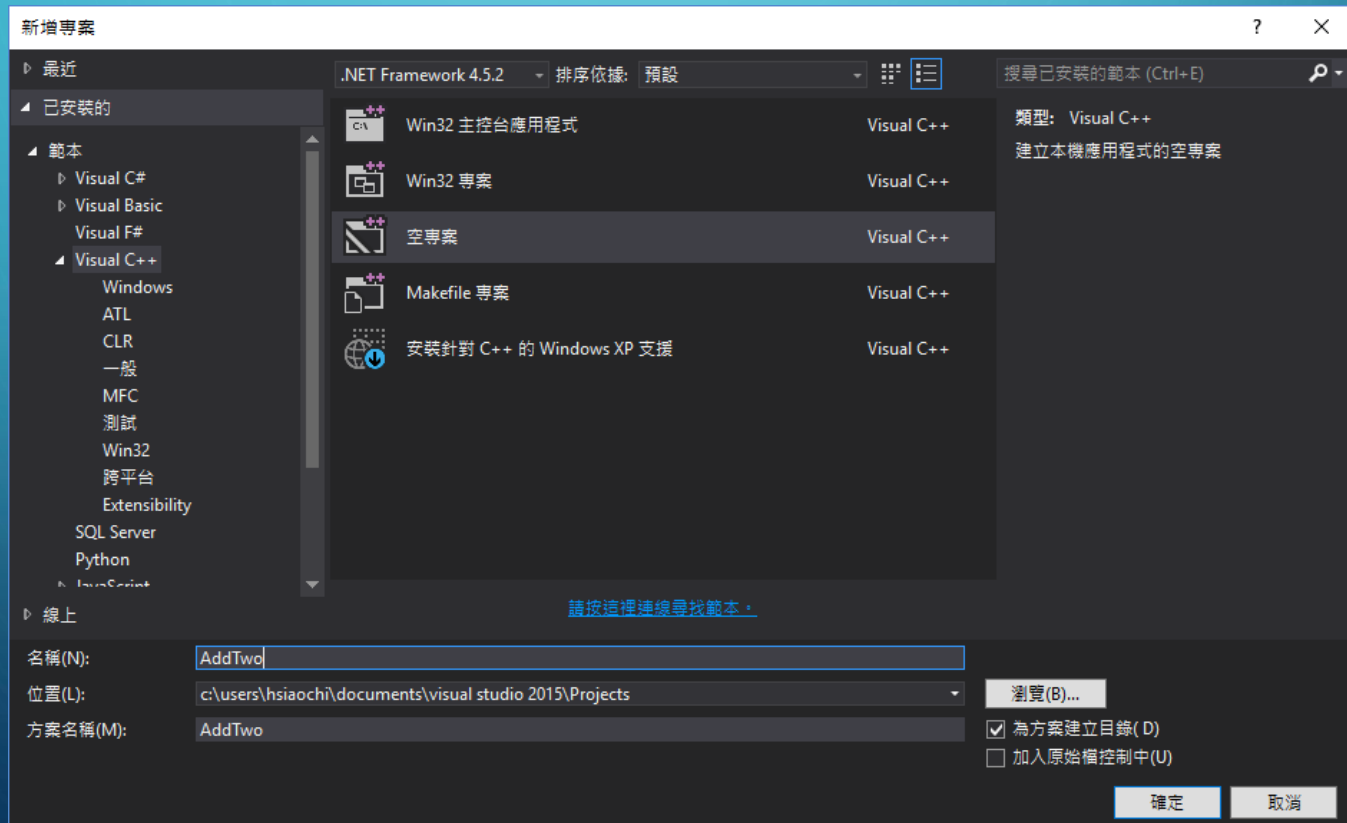 新增專案
?
最近
已安裝的
範本
Visual C#
Visual Basic
Visual F#
Visual C++
Windows
ATL
CLR
一般
MFC
測試
Win32
跨平台
Extensibility
SQL Server
Python
JavaScript
線上
.NET Framework 4.5.2
排序依據: 預設
Win32 主控台應用程式 Visual C++
Win32 專案 Visual C++
空專案 Visual C++
Makefile 專案 Visual C++
安裝針對 C++ 的 Windows XP 支援 Visual C++
請按這裡連線尋找範本。
搜尋已安裝的範本 (Ctrl+E)
類型: Visual C++
建立本機應用程式的空專案
名稱(N): AddTwo
位置(L): c:\users\hsiaochi\documents\visual studio 2015\Projects
瀏覽(B)...
方案名稱(M): AddTwo
為方案建立目錄( D)
加入原始檔控制中(U)
確定
取消